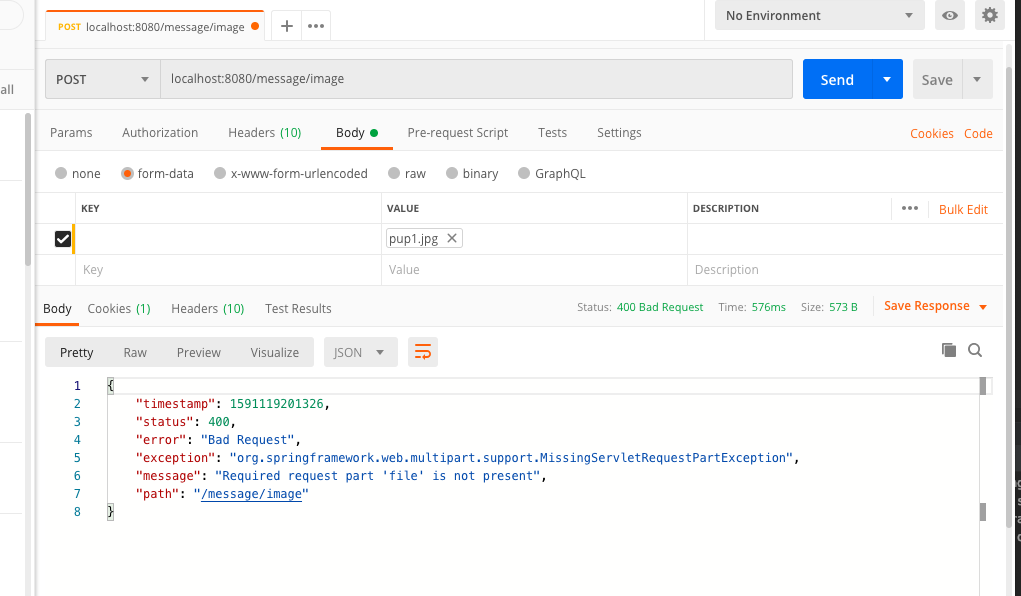 POST localhost:8080/message/image
No Environment
POST localhost:8080/message/image Send Save
all
Params Authorization Headers (10) Body Pre-request Script Tests Settings Cookies Code
none form-data x-www-form-urlencoded raw binary GraphQL
KEY VALUE DESCRIPTION ••• Bulk Edit
pup1.jpg
Key Value Description
Body Cookies (1) Headers (10) Test Results Status: 400 Bad Request Time: 576ms Size: 573 B Save Response
Pretty Raw Preview Visualize JSON
1 {
2 "timestamp": 1591119201326,
3 "status": 400,
4 "error": "Bad Request",
5 "exception": "org.springframework.web.multipart.support.MissingServletRequestPartException",
6 "message": "Required request part 'file' is not present",
7 "path": "/message/image"
8 }